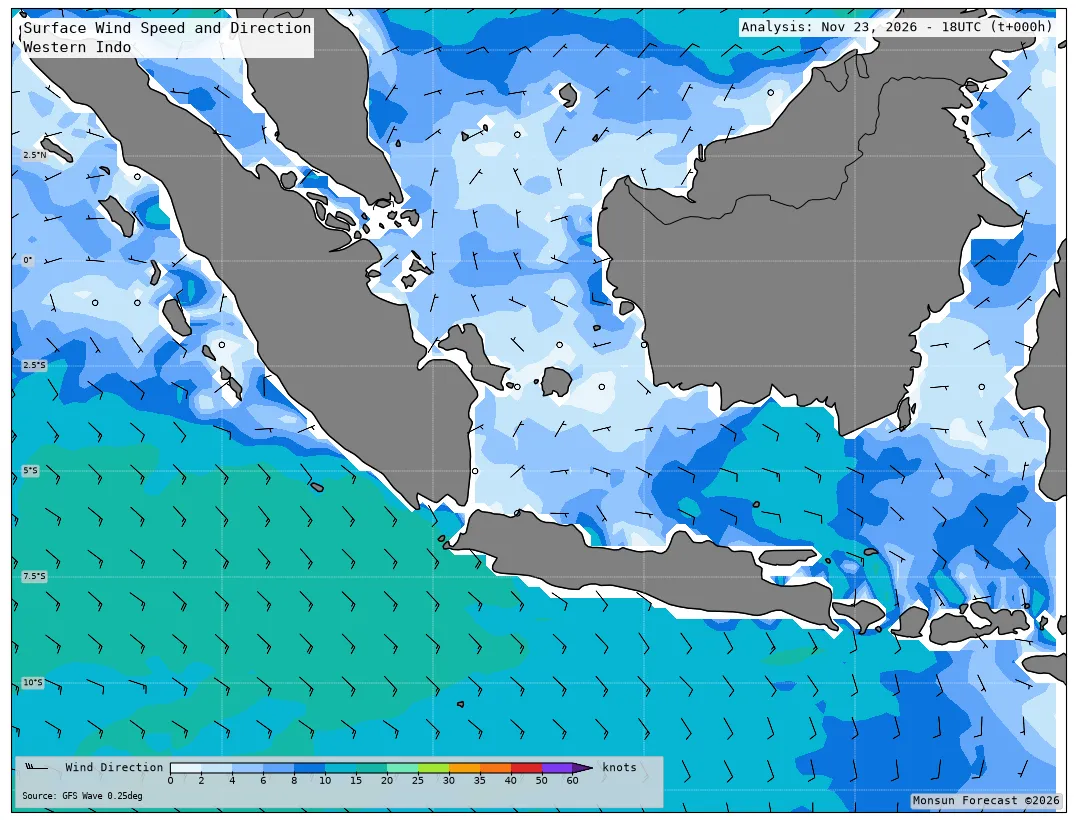 Surface Wind Speed and Direction
Western Indo
Analysis: Nov 23, 2026 - 18UTC (t+000h)
2.5°N
0°
2.5°S
5°S
7.5°S
10°S
Wind Direction
0 2 4 6 8 10 15 20 25 30 35 40 50 60
knots
Source: GFS Wave 0.25deg
Monsun Forecast ©2026